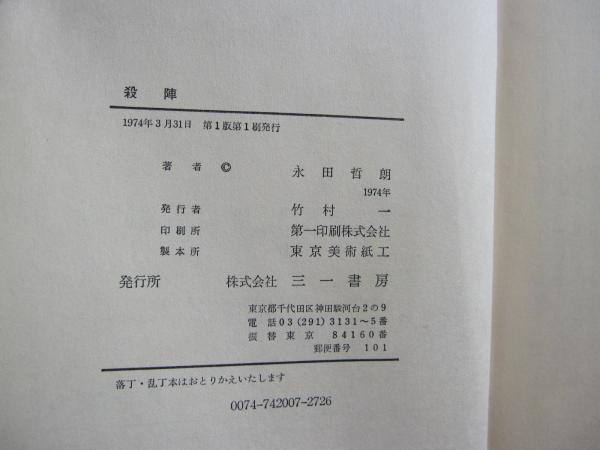 殺陣
1974年3月31日 第1版第1刷発行
著者 © 永田哲朗
1974年
発行者 竹村一
印刷所 第一印刷株式会社
製本所 東京美術紙工
発行所 株式会社 三一書房
東京都千代田区神田駿河台2の9
電話03(291)3131〜5番
振替東京 84160番
郵便番号 101
落丁・乱丁本はおとりかえいたします
0074-742007-2726